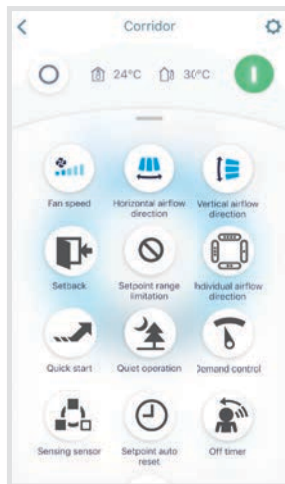 Corridor
24°C 30°C
Fan speed
Horizontal airflow
direction
Vertical airflow
direction
Setback
Setpoint range
limitation
Individual airflow
direction
Quick start
Quiet operation
Demand control
Sensing sensor
Setpoint auto
reset
Off timer